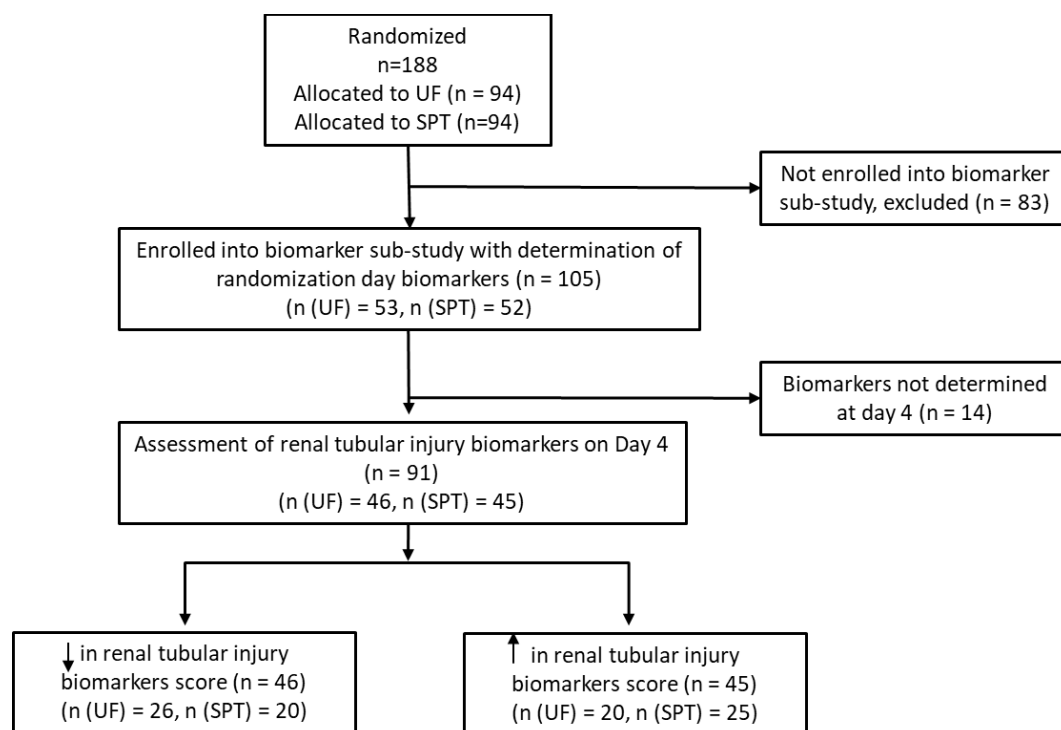 Randomized
n=188
Allocated to UF (n = 94)
Allocated to SPT (n=94)
Not enrolled into biomarker
sub-study, excluded (n = 83)
Enrolled into biomarker sub-study with determination of
randomization day biomarkers (n = 105)
(n (UF) = 53, n (SPT) = 52)
Biomarkers not determined
at day 4 (n = 14)
Assessment of renal tubular injury biomarkers on Day 4
(n = 91)
(n (UF) = 46, n (SPT) = 45)
↓ in renal tubular injury
biomarkers score (n = 46)
(n (UF) = 26, n (SPT) = 20)
↑ in renal tubular injury
biomarkers score (n = 45)
(n (UF) = 20, n (SPT) = 25)